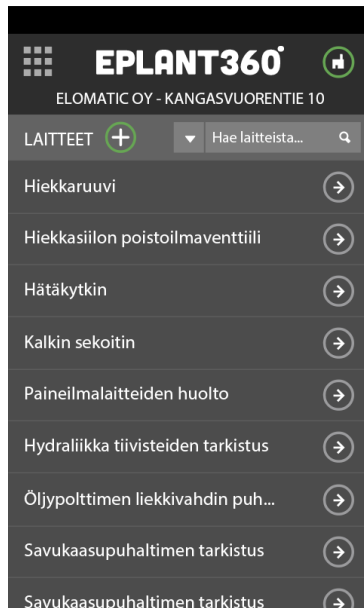 EPLANT360°
ELOMATIC OY - KANGASVUORENTIE 10
LAITTEET
Hae laitteista...
Hiekkaruuvi
Hiekkasiilon poistoilmaventtiili
Hätäkytkin
Kalkin sekoitin
Paineilmalaitteiden huolto
Hydraliikka tiivisteiden tarkistus
Öljypolttimen liekkivahdin puh...
Savukaasupuhaltimen tarkistus
Savukaasupuhaltimen tarkistus